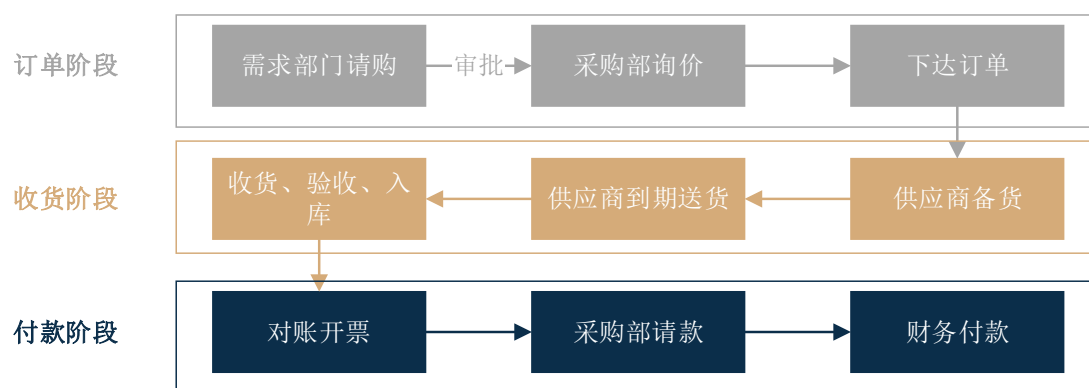 订单阶段
需求部门请购
审批
采购部询价
下达订单
收货阶段
收货、验收、入
库
供应商到期送货
供应商备货
付款阶段
对账开票
采购部请款
财务付款